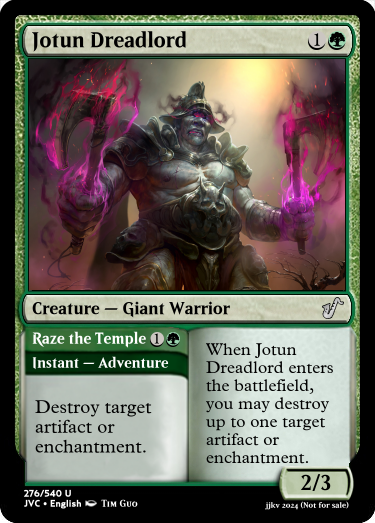 Jotun Dreadlord 1
Creature — Giant Warrior
Raze the Temple 1
Instant — Adventure
Destroy target
artifact or
enchantment.
When Jotun
Dreadlord enters
the battlefield,
you may destroy
up to one target
artifact or
enchantment.
2/3
276/540 U
JVC • English Tim Guo
jjkv 2024 (Not for sale)